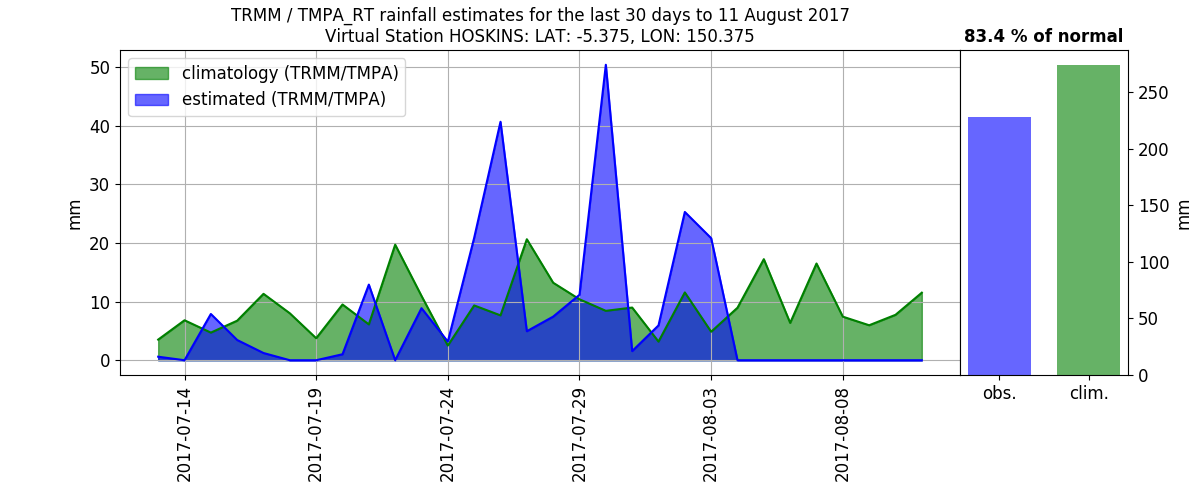 TRMM / TMPA_RT rainfall estimates for the last 30 days to 11 August 2017
Virtual Station HOSKINS: LAT: -5.375, LON: 150.375
83.4 % of normal
climatology (TRMM/TMPA)
estimated (TRMM/TMPA)
50
40
30
20
10
0
mm
2017-07-14
2017-07-19
2017-07-24
2017-07-29
2017-08-03
2017-08-08
250
200
150
100
50
0
mm
obs.
clim.